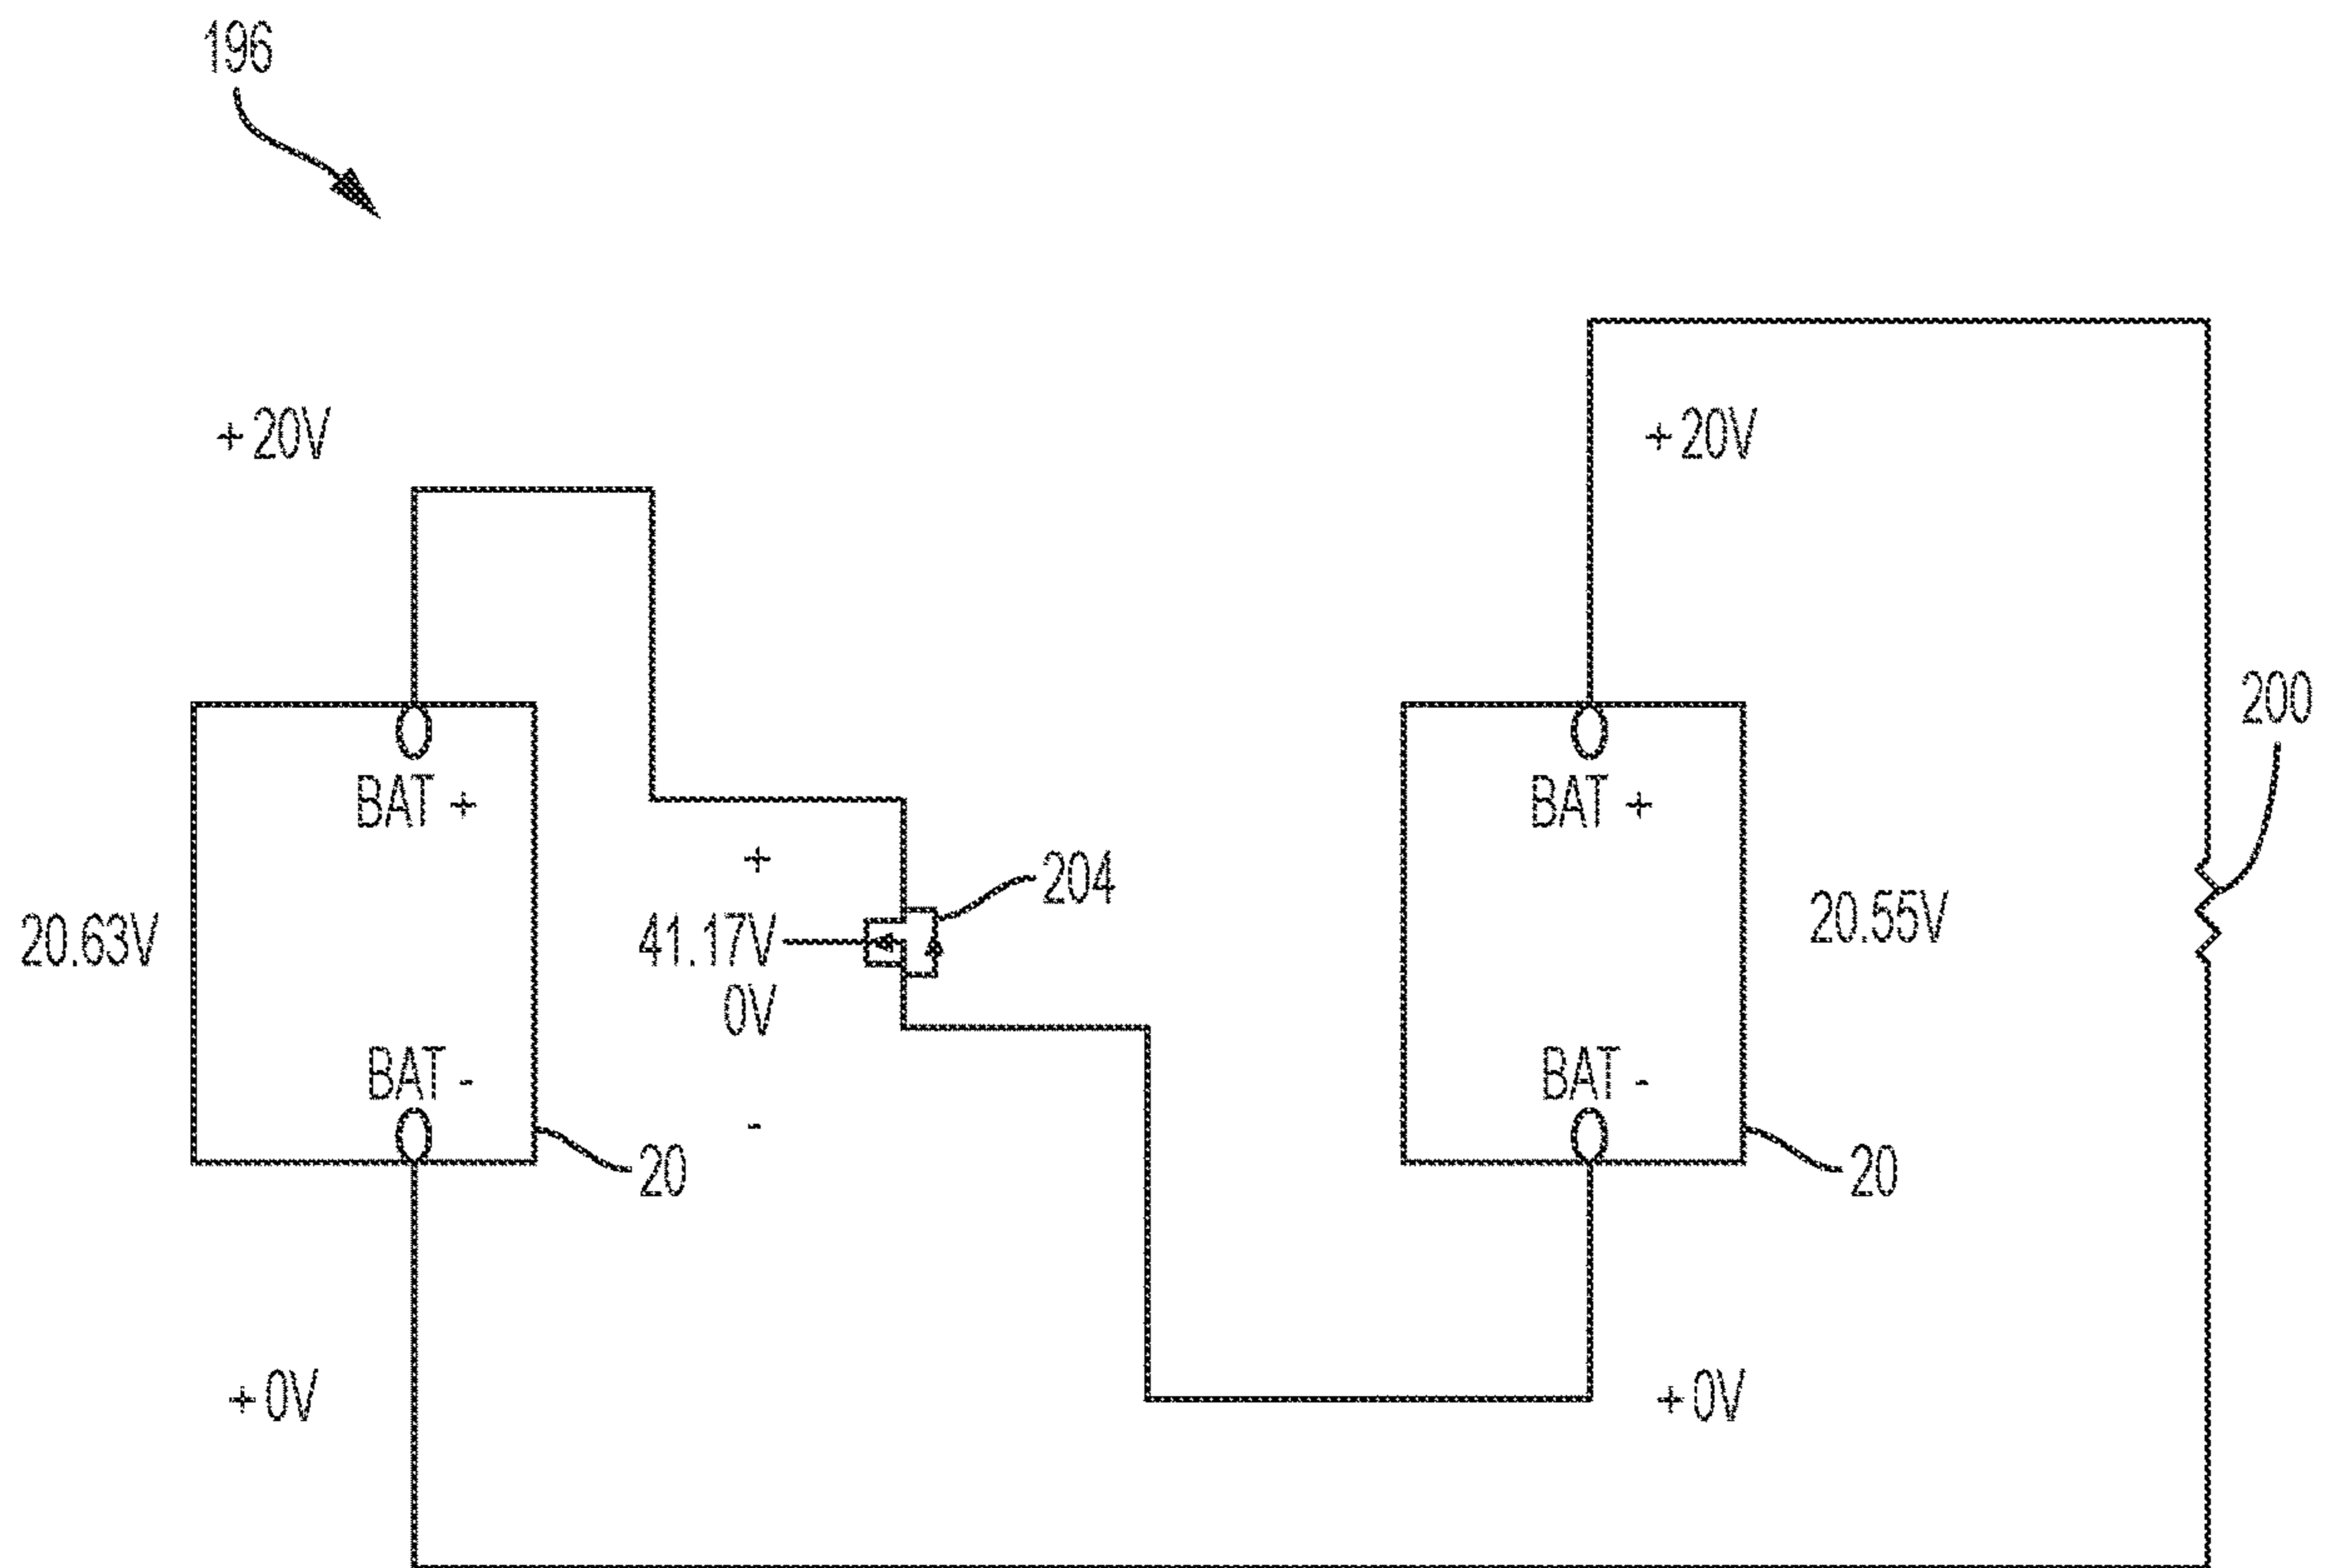 196
+20V
+20V
200
BAT +
BAT +
+
204
20.63V
41.17V
20.55V
0V
BAT -
BAT -
-
20
20
+0V
+0V